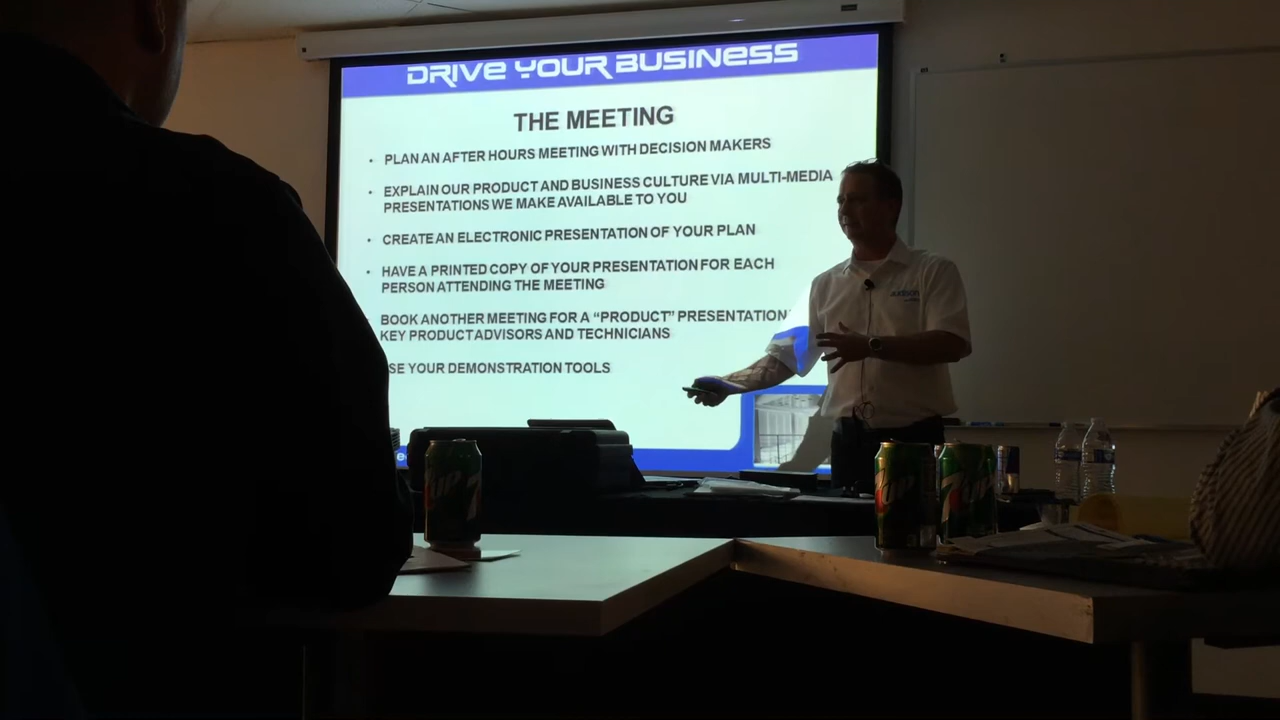 DRIVE YOUR BUSINESS
THE MEETING
• PLAN AN AFTER HOURS MEETING WITH DECISION MAKERS
• EXPLAIN OUR PRODUCT AND BUSINESS CULTURE VIA MULTI-MEDIA
PRESENTATIONS WE MAKE AVAILABLE TO YOU
• CREATE AN ELECTRONIC PRESENTATION OF YOUR PLAN
• HAVE A PRINTED COPY OF YOUR PRESENTATION FOR EACH
PERSON ATTENDING THE MEETING
BOOK ANOTHER MEETING FOR A “PRODUCT” PRESENTATION
KEY PRODUCT ADVISORS AND TECHNICIANS
SE YOUR DEMONSTRATION TOOLS
7UP
7UP